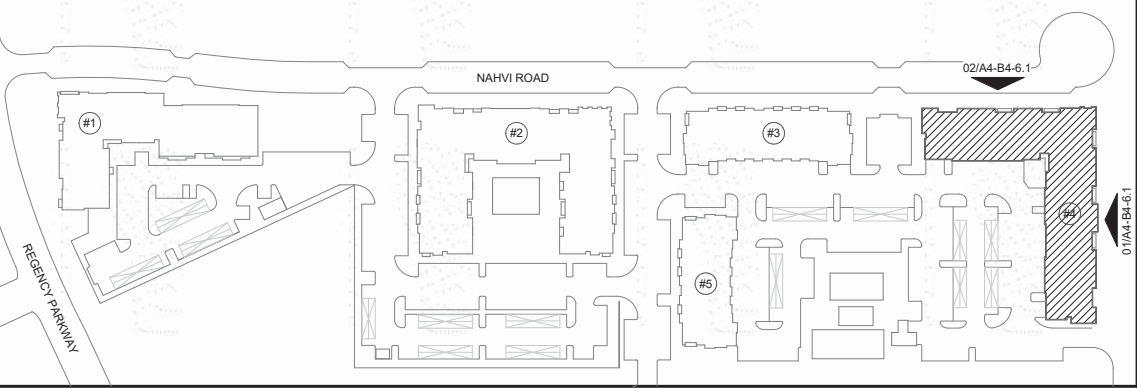 NAHVI ROAD
02/A4-B4-6.1
#1
#2
#3
#4
01/A4-B4-6.1
#5
REGENCY PARKWAY